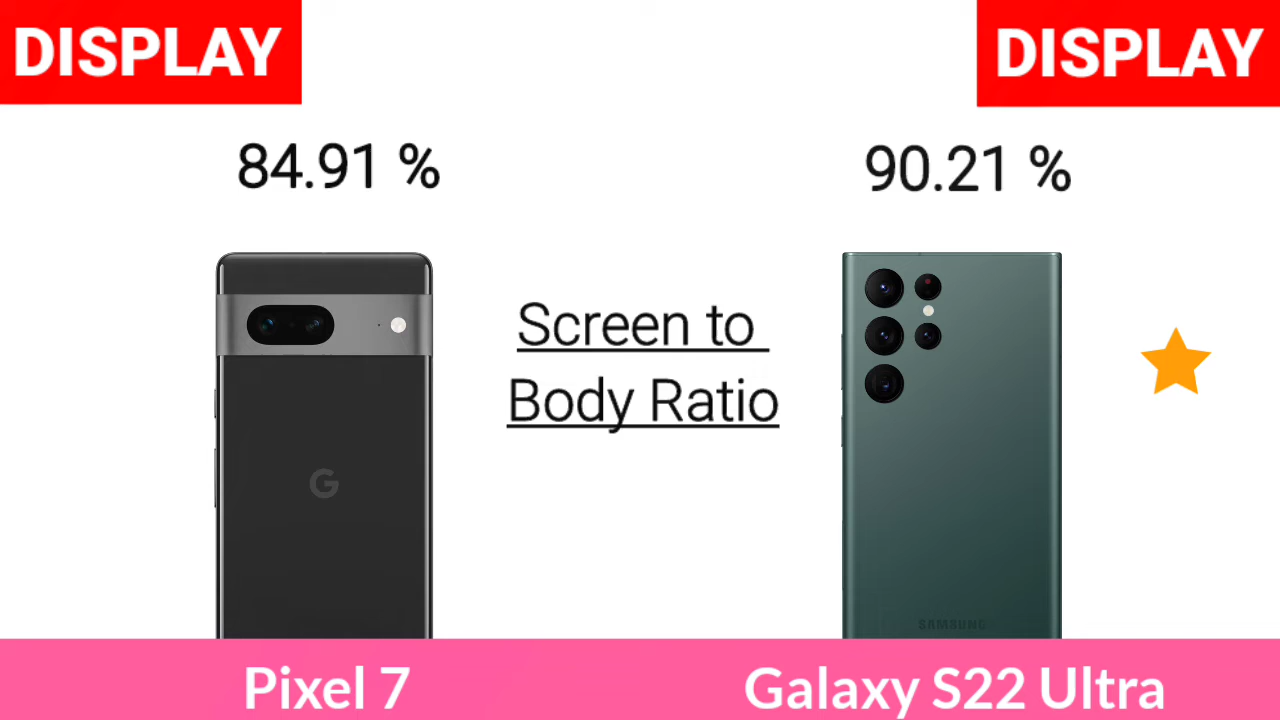 DISPLAY
DISPLAY
84.91 %
90.21 %
Screen to
Body Ratio
G
SAMSUNG
Pixel 7
Galaxy S22 Ultra